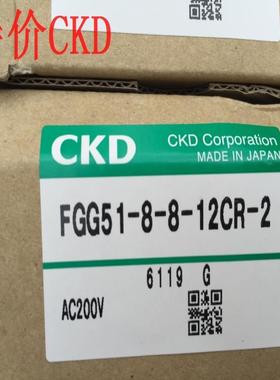 价CKD
CKD
CKD Corporation
MADE IN JAPAN
FGG51-8-8-12CR-2
6119 G
AC200V